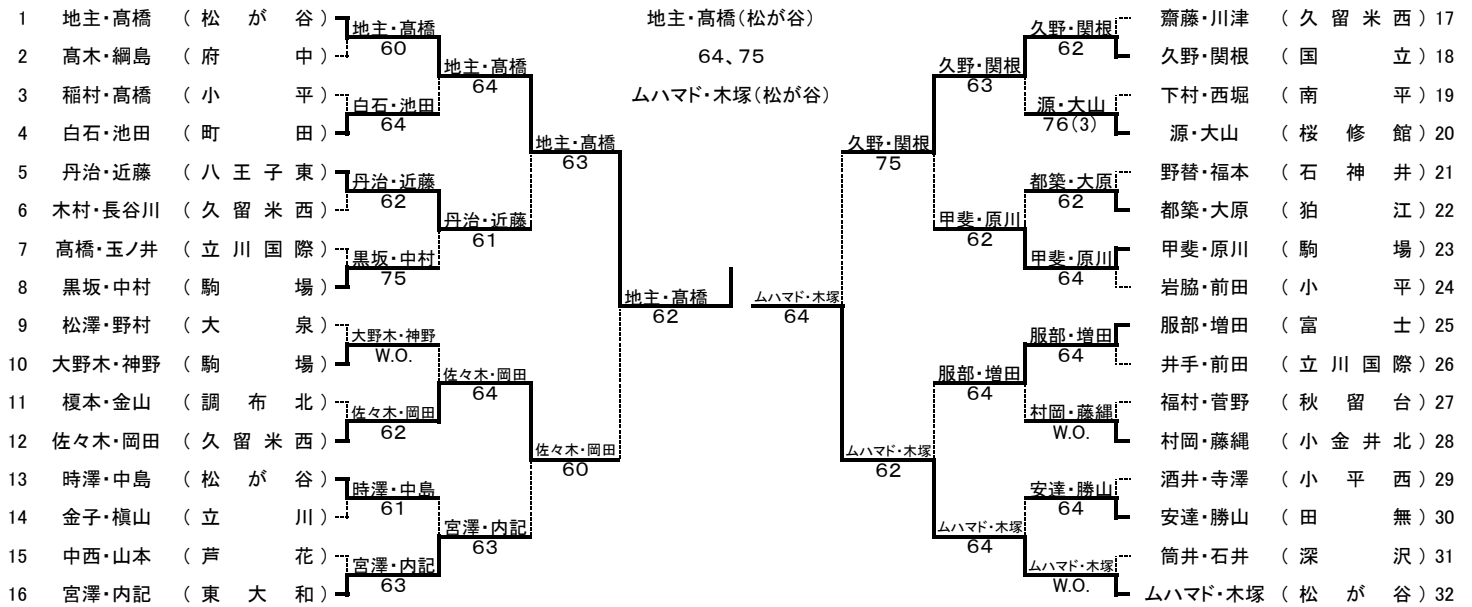 地主・髙橋(松が谷)
64、75
ムハマド・木塚(松が谷)
1 地主・髙橋 (松が谷)
2 髙木・綱島 (府中)
3 稲村・髙橋 (小平)
4 白石・池田 (町田)
5 丹治・近藤 (八王子東)
6 木村・長谷川 (久留米西)
7 髙橋・玉ノ井 (立川国際)
8 黒坂・中村 (駒場)
9 松澤・野村 (大泉)
10 大野木・神野 (駒場)
11 榎本・金山 (調布北)
12 佐々木・岡田 (久留米西)
13 時澤・中島 (松が谷)
14 金子・槇山 (立川)
15 中西・山本 (芦花)
16 宮澤・内記 (東大和)
地主・髙橋
60
白石・池田
64
丹治・近藤
62
黒坂・中村
75
大野木・神野
W.O.
佐々木・岡田
62
時澤・中島
61
宮澤・内記
63
地主・髙橋
64
丹治・近藤
61
佐々木・岡田
64
宮澤・内記
63
地主・髙橋
63
佐々木・岡田
60
地主・髙橋
62
ムハマド・木塚
64
久野・関根
75
ムハマド・木塚
62
久野・関根
63
甲斐・原川
62
服部・増田
64
ムハマド・木塚
64
久野・関根
62
源・大山
76(3)
都築・大原
62
甲斐・原川
64
服部・増田
64
村岡・藤縄
W.O.
安達・勝山
64
ムハマド・木塚
W.O.
齋藤・川津 (久留米西) 17
久野・関根 (国立) 18
下村・西堀 (南平) 19
源・大山 (桜修館) 20
野替・福本 (石神井) 21
都築・大原 (狛江) 22
甲斐・原川 (駒場) 23
岩脇・前田 (小平) 24
服部・増田 (富士) 25
井手・前田 (立川国際) 26
福村・菅野 (秋留台) 27
村岡・藤縄 (小金井北) 28
酒井・寺澤 (小平西) 29
安達・勝山 (田無) 30
筒井・石井 (深沢) 31
ムハマド・木塚 (松が谷) 32